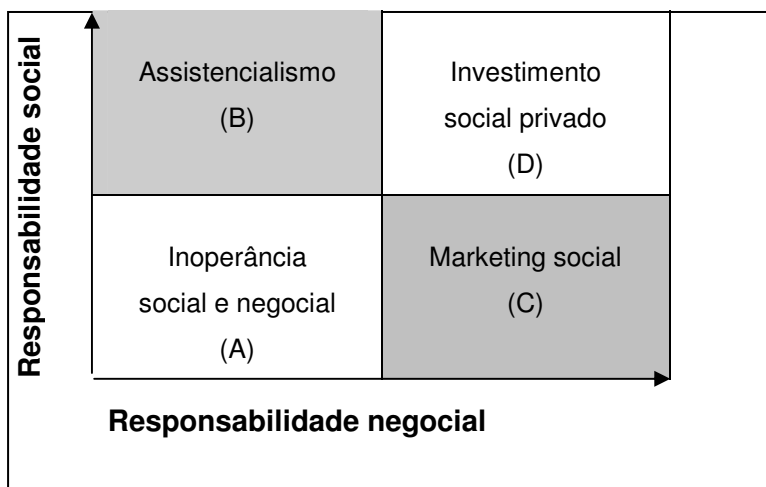 Responsabilidade social
Assistencialismo
(B)
Investimento
social privado
(D)
Inoperância
social e negocial
(A)
Marketing social
(C)
Responsabilidade negocial